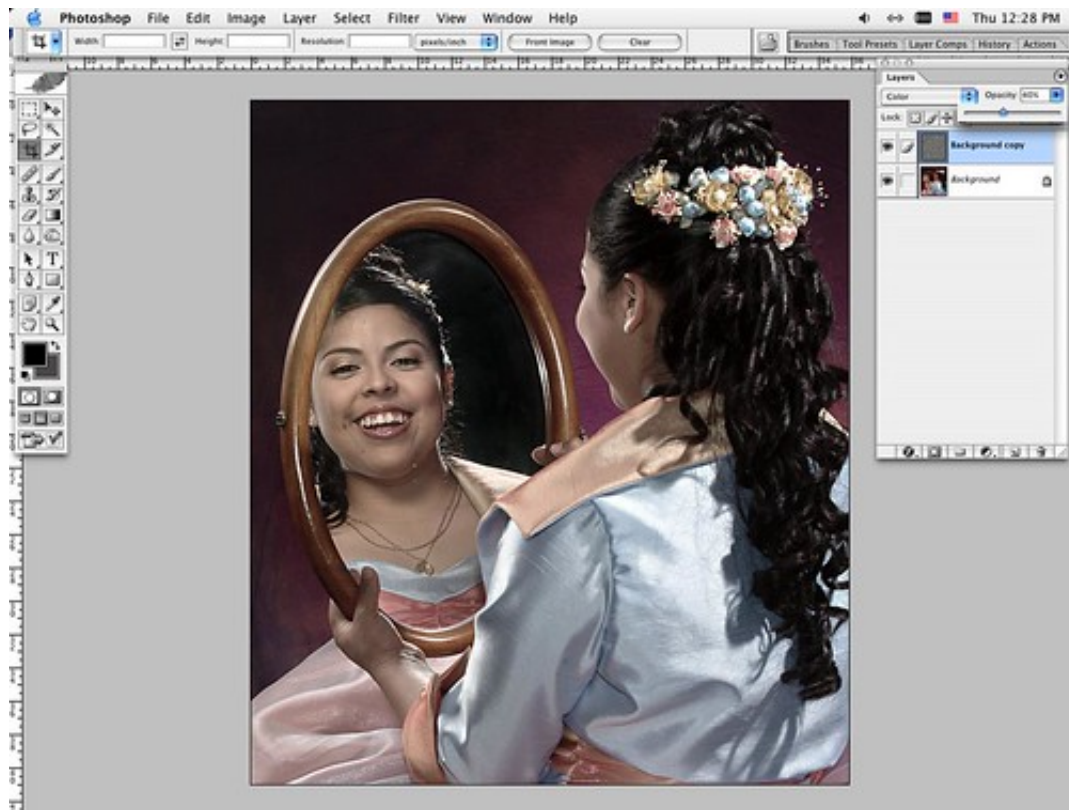 Photoshop File Edit Image Layer Select Filter View Window Help Thu 12:28 PM
Width: Height: Resolution: pixels/inch Front Image Clear Brushes Tool Presets Layer Comps History Actions
Layers
Color Opacity: 60%
Lock:
Background copy
Background
T